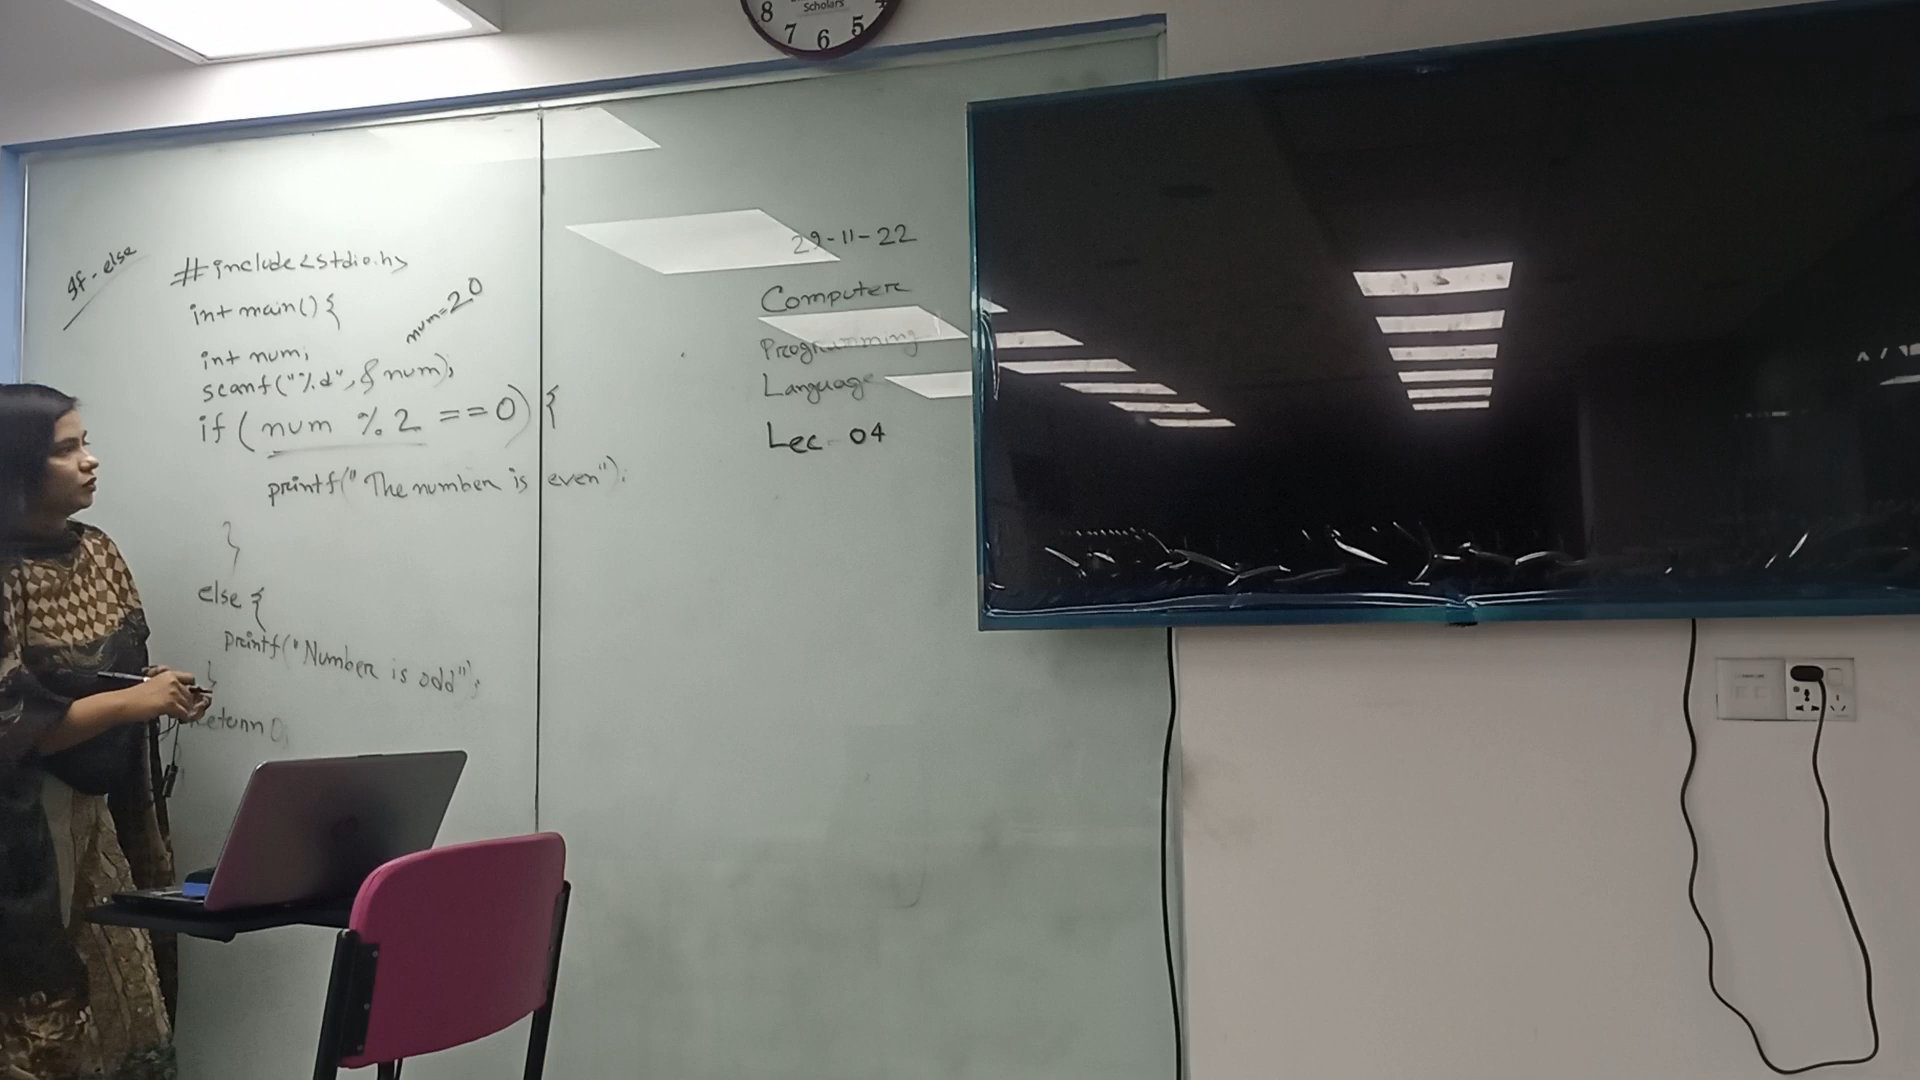 Scholars
8 7 6 5 4
If-else
#include<stdio.h>
int main() {
num=20
int num;
scanf("%d", &num);
if ( num % 2 == 0) {
printf("The number is even");
}
else {
printf("Number is odd");
}
return 0;
29-11-22
Computer
Programming
Language
Lec 04